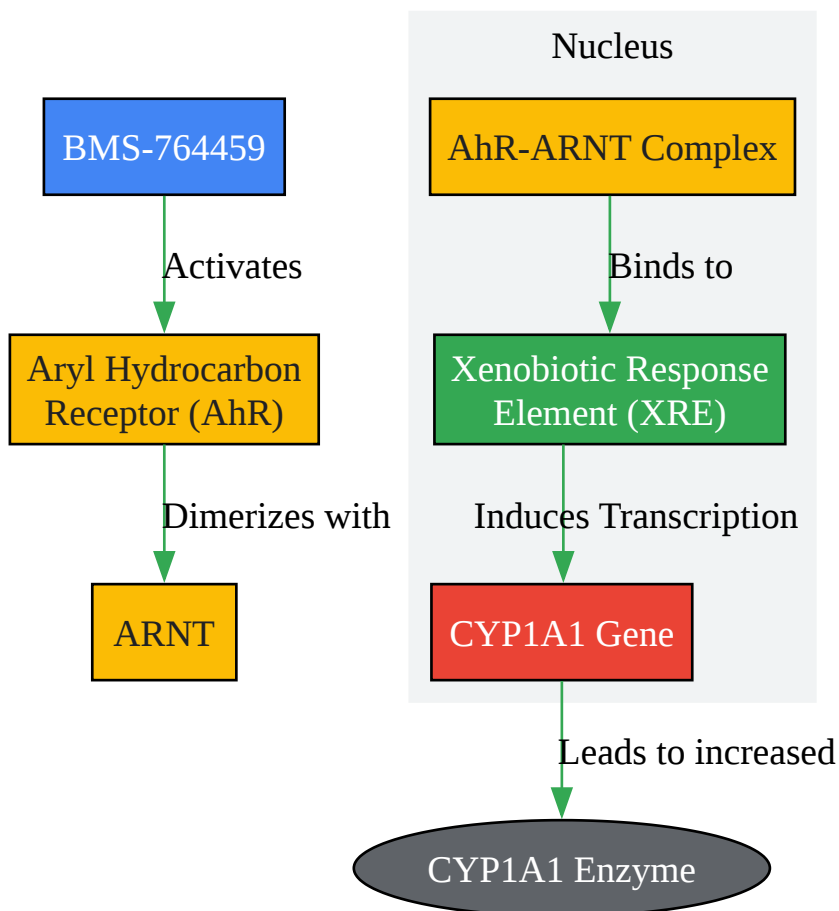 Nucleus
BMS-764459
AhR-ARNT Complex
Activates
Binds to
Aryl Hydrocarbon
Receptor (AhR)
Xenobiotic Response
Element (XRE)
Dimerizes with
Induces Transcription
ARNT
CYP1A1 Gene
Leads to increased
CYP1A1 Enzyme